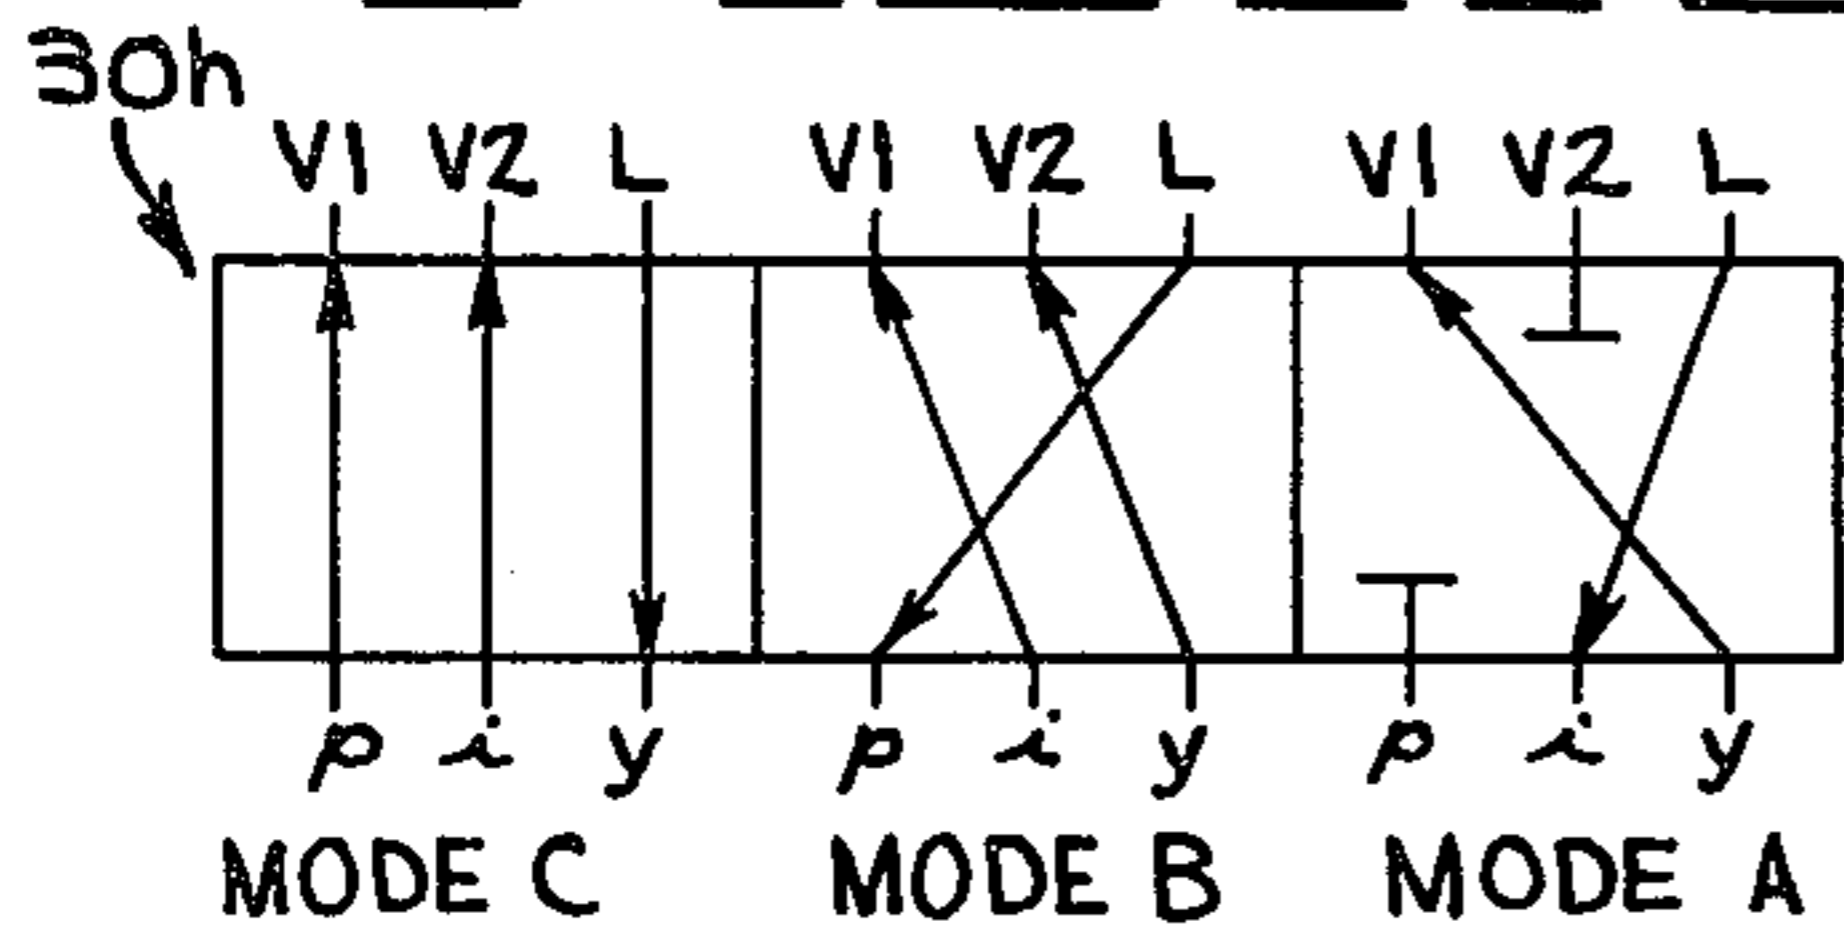 30h
V1 V2 L V1 V2 L V1 V2 L
p i y p i y p i y
MODE C MODE B MODE A